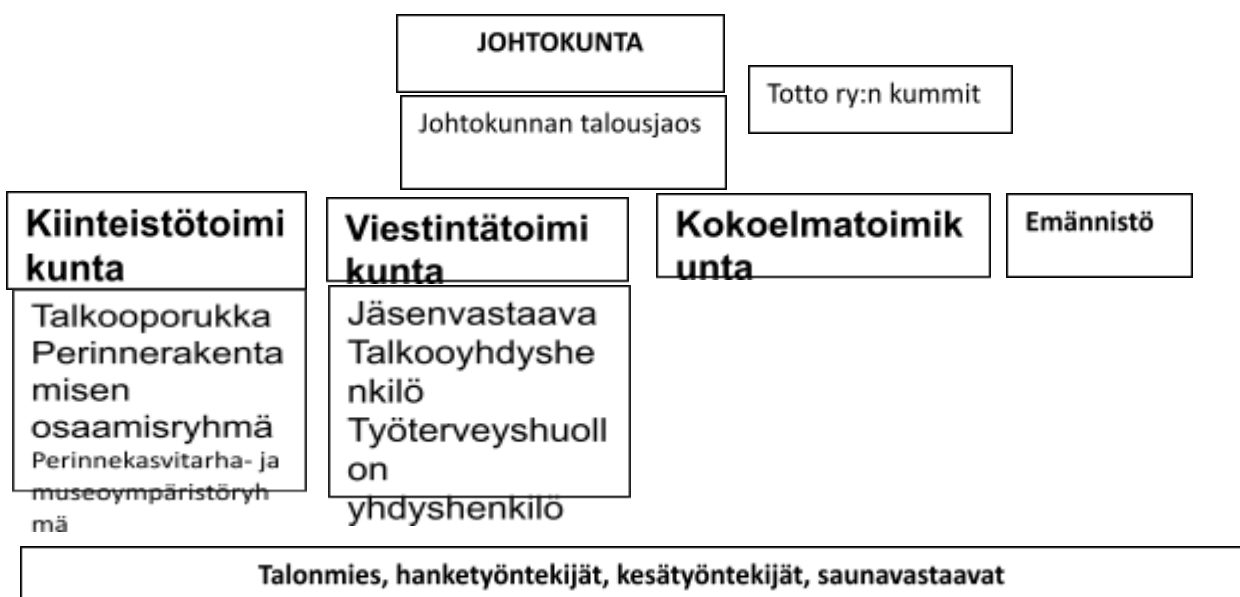 JOHTOKUNTA
Totto ry:n kummit
Johtokunnan talousjaos
Kiinteistötoimi
kunta
Viestintätoimi
kunta
Kokoelmatoimik
unta
Emännistö
Talkooporukka
Perinnerakenta
misen
osaamisryhmä
Perinnekasvitarha- ja
museoympäristöryh
mä
Jäsenvastaava
Talkooyhdyshe
nkilö
Työterveyshuoll
on
yhdyshenkilö
Talonmies, hanketyöntekijät, kesätyöntekijät, saunavastaavat